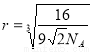 r = ∛(16 / (9·√2 N_A))